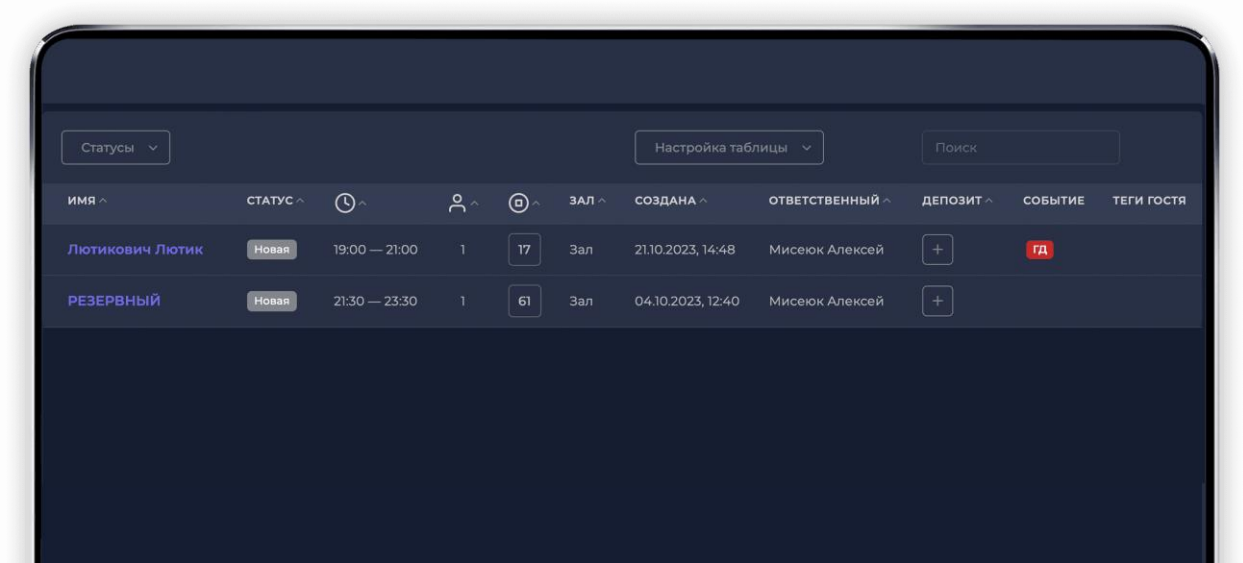 Статусы Настройка таблицы Поиск
ИМЯ СТАТУС ЗАЛ СОЗДАНА ОТВЕТСТВЕННЫЙ ДЕПОЗИТ СОБЫТИЕ ТЕГИ ГОСТЯ
Лютикович Лютик Новая 19:00 — 21:00 1 17 Зал 21.10.2023, 14:48 Мисеюк Алексей + ГД
РЕЗЕРВНЫЙ Новая 21:30 — 23:30 1 61 Зал 04.10.2023, 12:40 Мисеюк Алексей +